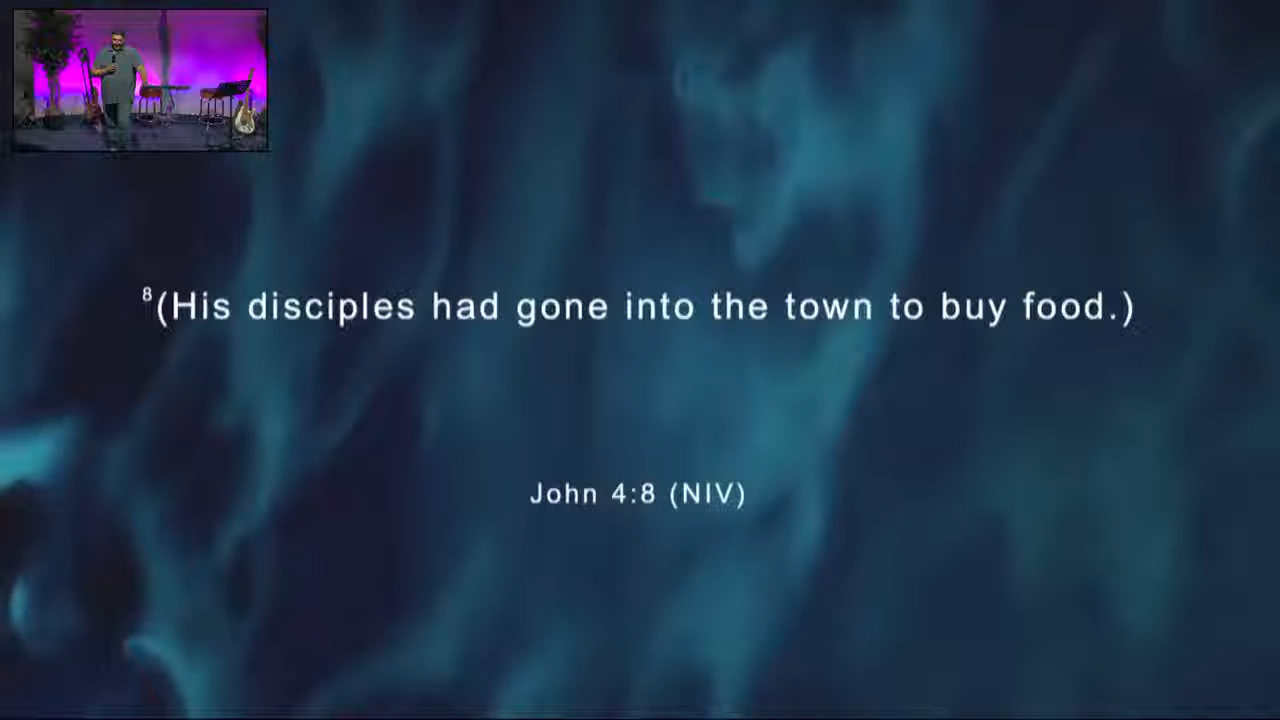 8(His disciples had gone into the town to buy food.)
John 4:8 (NIV)